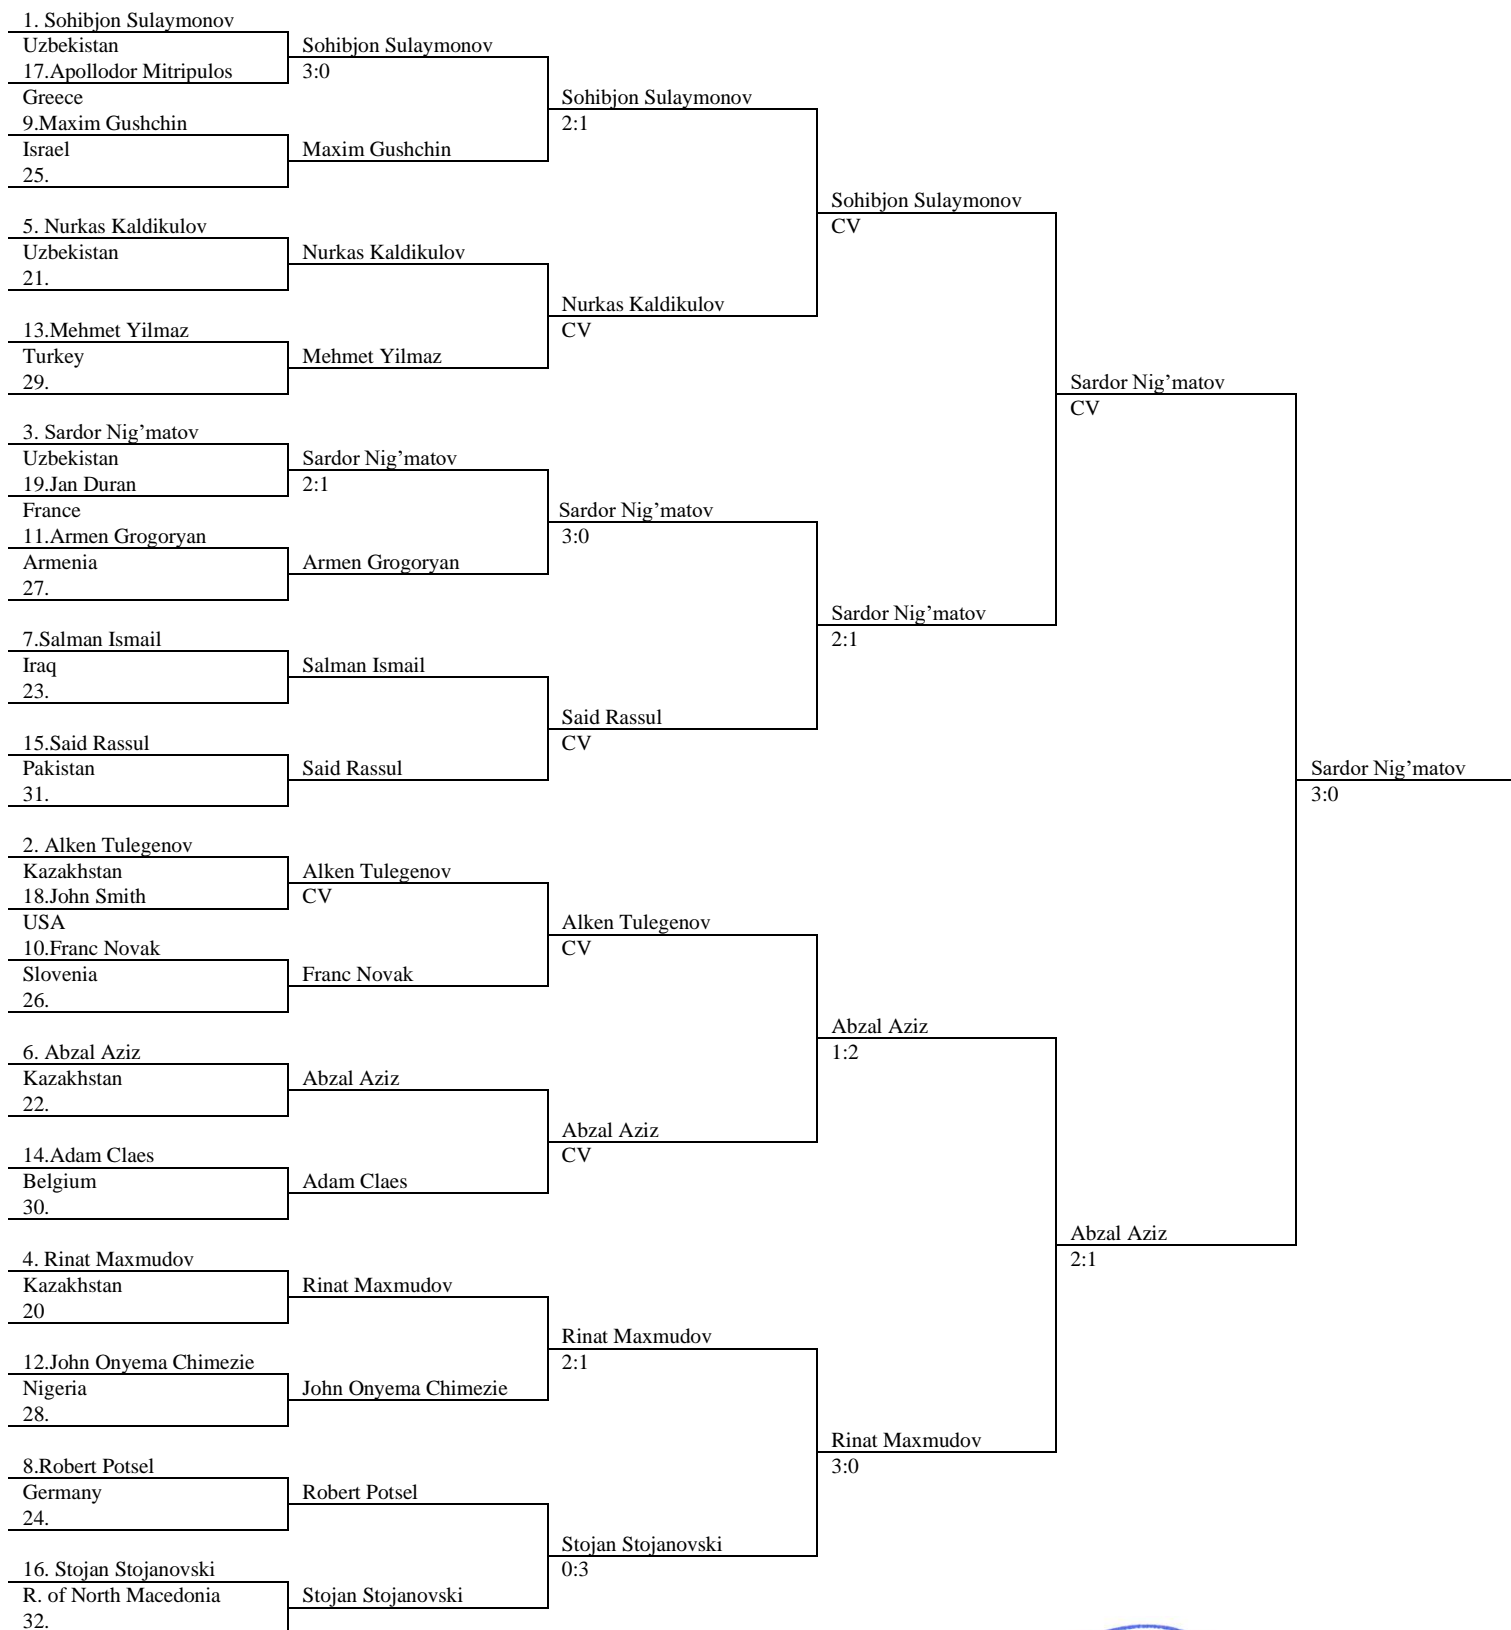 1. Sohibjon Sulaymonov
Uzbekistan
17.Apollodor Mitripulos
Greece
9.Maxim Gushchin
Israel
25.
5. Nurkas Kaldikulov
Uzbekistan
21.
13.Mehmet Yilmaz
Turkey
29.
3. Sardor Nig’matov
Uzbekistan
19.Jan Duran
France
11.Armen Grogoryan
Armenia
27.
7.Salman Ismail
Iraq
23.
15.Said Rassul
Pakistan
31.
2. Alken Tulegenov
Kazakhstan
18.John Smith
USA
10.Franc Novak
Slovenia
26.
6. Abzal Aziz
Kazakhstan
22.
14.Adam Claes
Belgium
30.
4. Rinat Maxmudov
Kazakhstan
20
12.John Onyema Chimezie
Nigeria
28.
8.Robert Potsel
Germany
24.
16. Stojan Stojanovski
R. of North Macedonia
32.
Sohibjon Sulaymonov
3:0
Maxim Gushchin
Nurkas Kaldikulov
Mehmet Yilmaz
Sardor Nig’matov
2:1
Armen Grogoryan
Salman Ismail
Said Rassul
Alken Tulegenov
CV
Franc Novak
Abzal Aziz
Adam Claes
Rinat Maxmudov
John Onyema Chimezie
Robert Potsel
Stojan Stojanovski
Sohibjon Sulaymonov
2:1
Nurkas Kaldikulov
CV
Sardor Nig’matov
3:0
Said Rassul
CV
Alken Tulegenov
CV
Abzal Aziz
CV
Rinat Maxmudov
2:1
Stojan Stojanovski
0:3
Sohibjon Sulaymonov
CV
Sardor Nig’matov
2:1
Abzal Aziz
1:2
Rinat Maxmudov
3:0
Sardor Nig’matov
CV
Abzal Aziz
2:1
Sardor Nig’matov
3:0